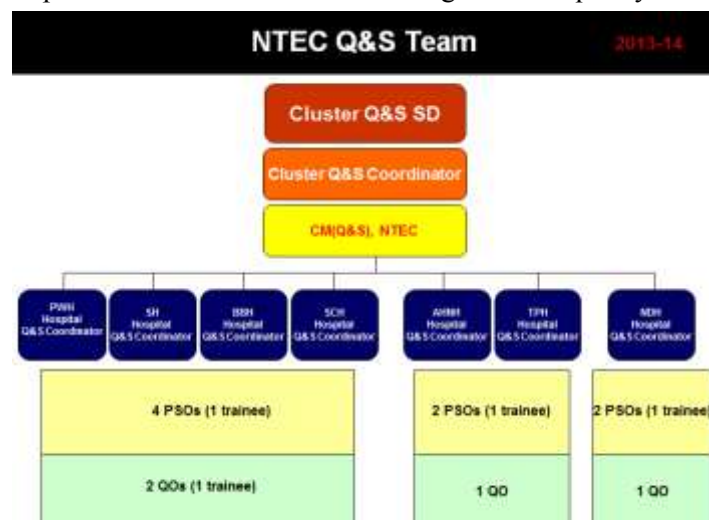 NTEC Q&S Team
2013-14
Cluster Q&S SD
Cluster Q&S Coordinator
CM(Q&S), NTEC
PWH
Hospital
Q&S Coordinator
SH
Hospital
Q&S Coordinator
BBH
Hospital
Q&S Coordinator
SCH
Hospital
Q&S Coordinator
AHNH
Hospital
Q&S Coordinator
TPH
Hospital
Q&S Coordinator
NDH
Hospital
Q&S Coordinator
4 PSOs (1 trainee)
2 PSOs (1 trainee)
2 PSOs (1 trainee)
2 QOs (1 trainee)
1 QO
1 QO